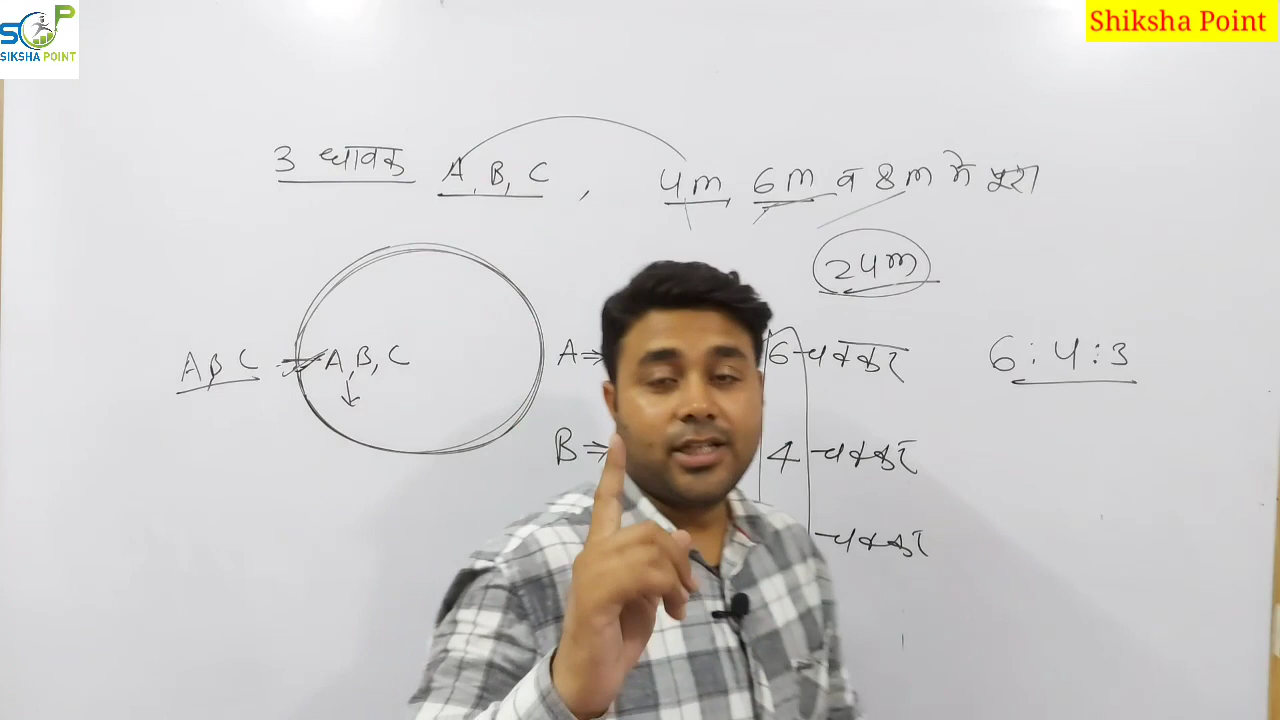 SCP
SIKSHA POINT
Shiksha Point
3 धावक A, B, C , 4m 6m व 8m में पूरा
24m
A B C ⇒ A, B, C
A ⇒ 6 - चक्कर 6 : 4 : 3
B ⇒ 4 - चक्कर
- चक्कर